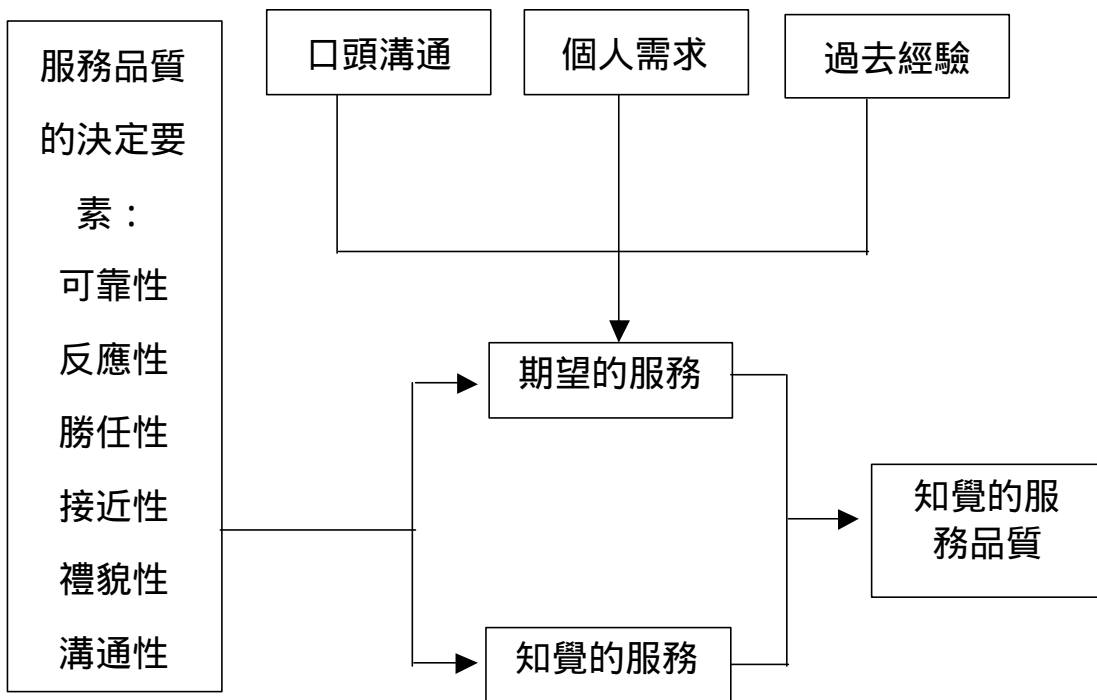 服務品質
的決定要
素：
可靠性
反應性
勝任性
接近性
禮貌性
溝通性
口頭溝通
個人需求
過去經驗
期望的服務
知覺的服務
知覺的服
務品質